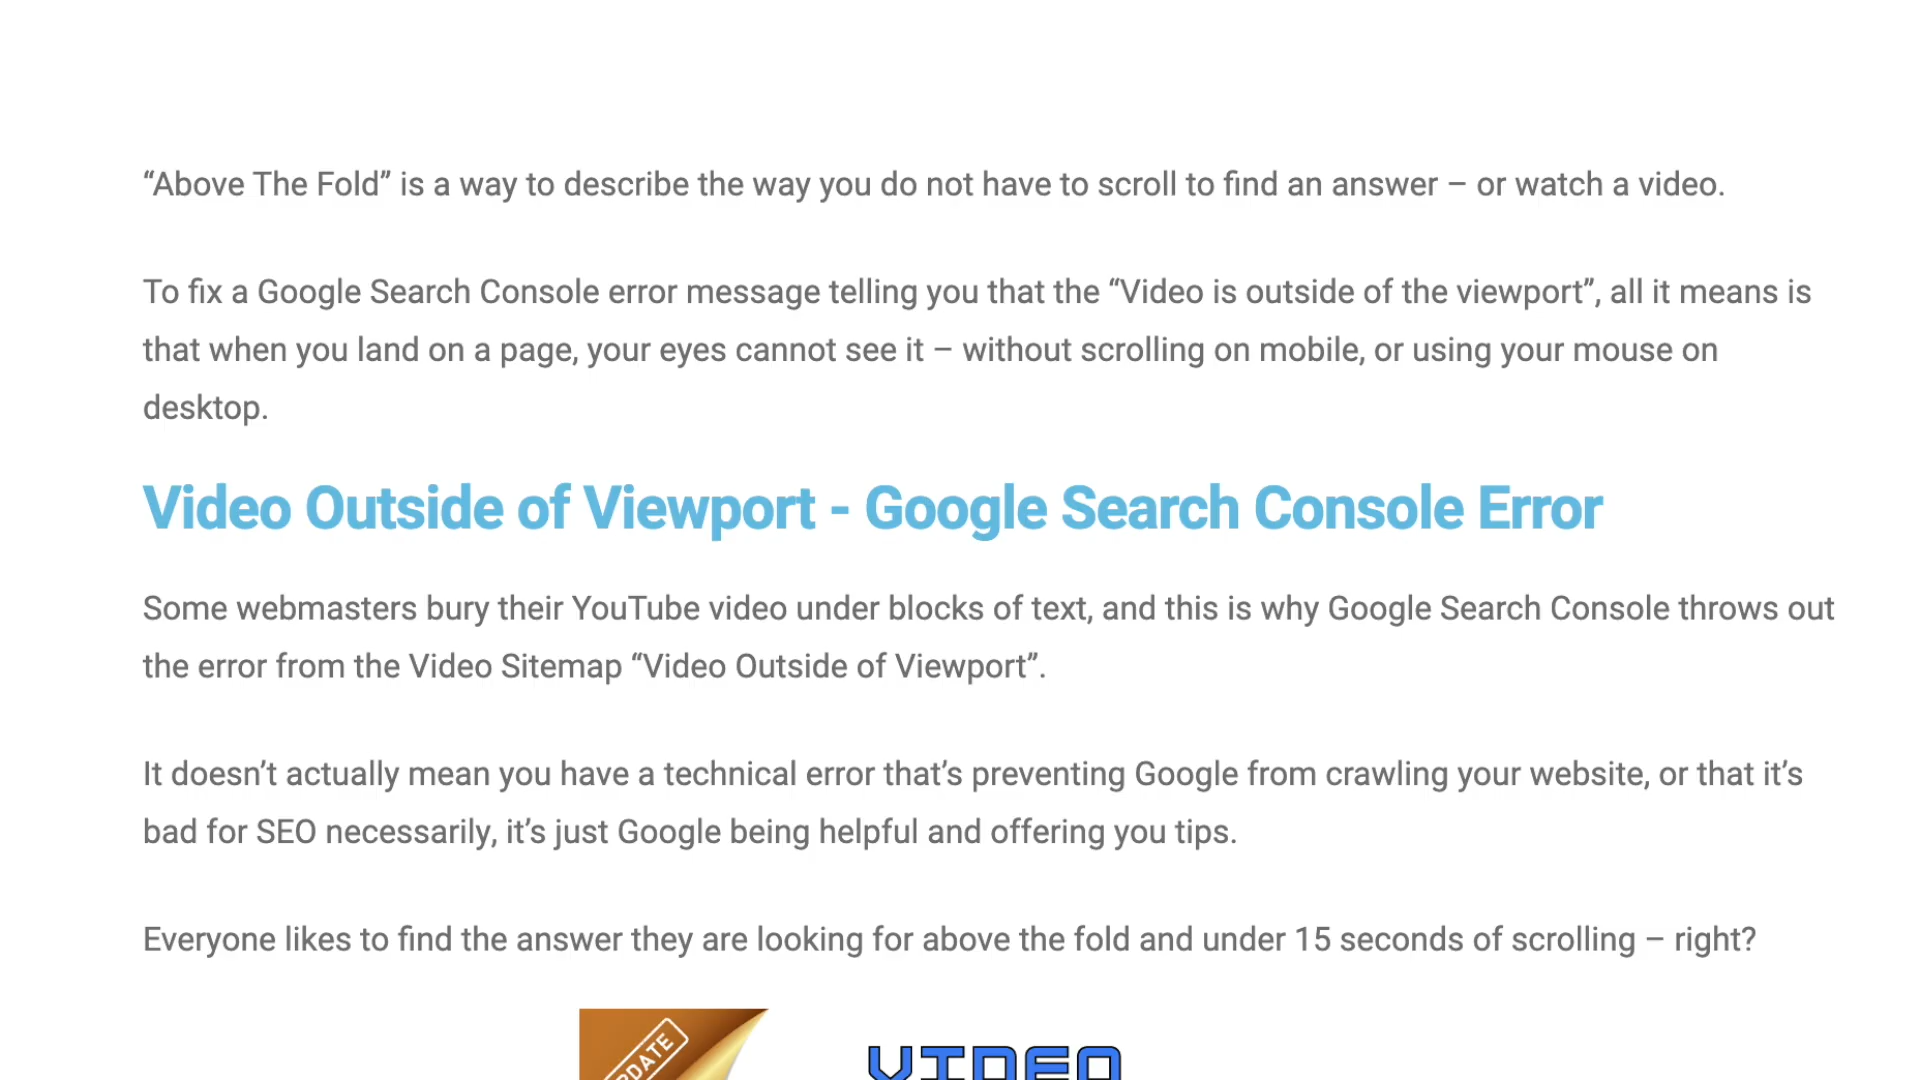 “Above The Fold” is a way to describe the way you do not have to scroll to find an answer – or watch a video.
To fix a Google Search Console error message telling you that the “Video is outside of the viewport”, all it means is
that when you land on a page, your eyes cannot see it – without scrolling on mobile, or using your mouse on
desktop.
Video Outside of Viewport - Google Search Console Error
Some webmasters bury their YouTube video under blocks of text, and this is why Google Search Console throws out
the error from the Video Sitemap “Video Outside of Viewport”.
It doesn’t actually mean you have a technical error that’s preventing Google from crawling your website, or that it’s
bad for SEO necessarily, it’s just Google being helpful and offering you tips.
Everyone likes to find the answer they are looking for above the fold and under 15 seconds of scrolling – right?
PDATE
VIDEO